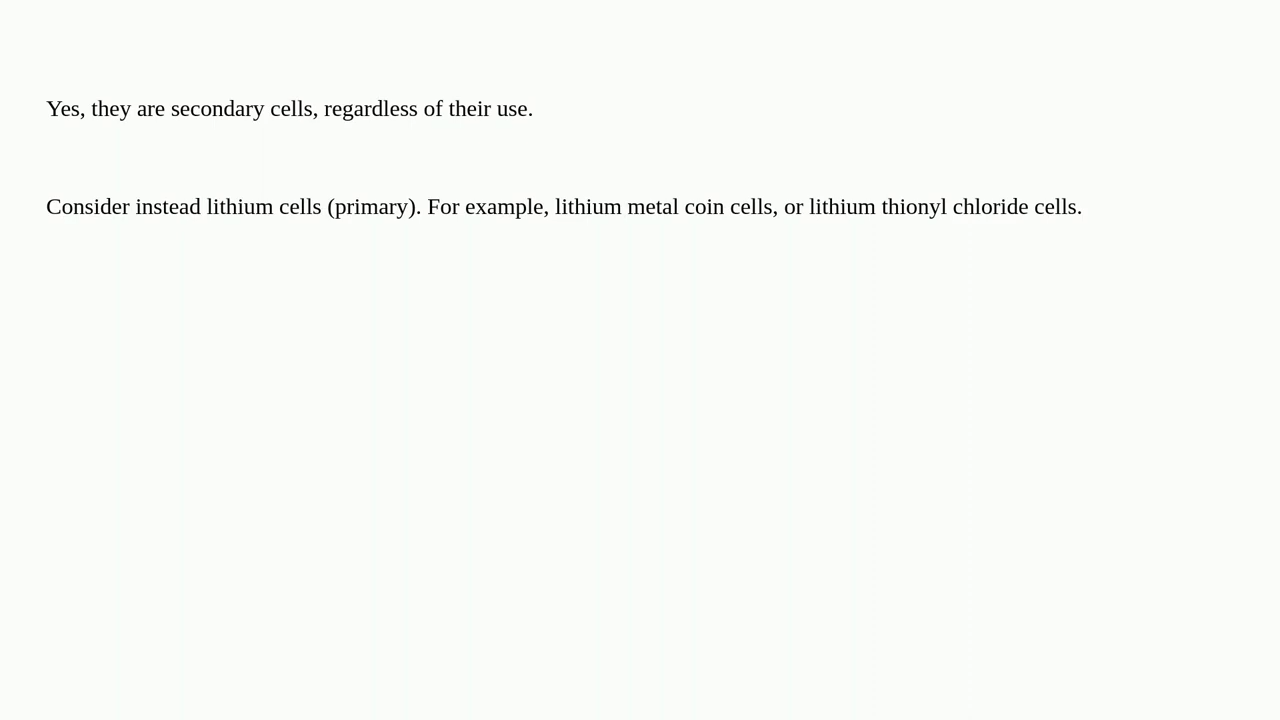 Yes, they are secondary cells, regardless of their use.
Consider instead lithium cells (primary). For example, lithium metal coin cells, or lithium thionyl chloride cells.